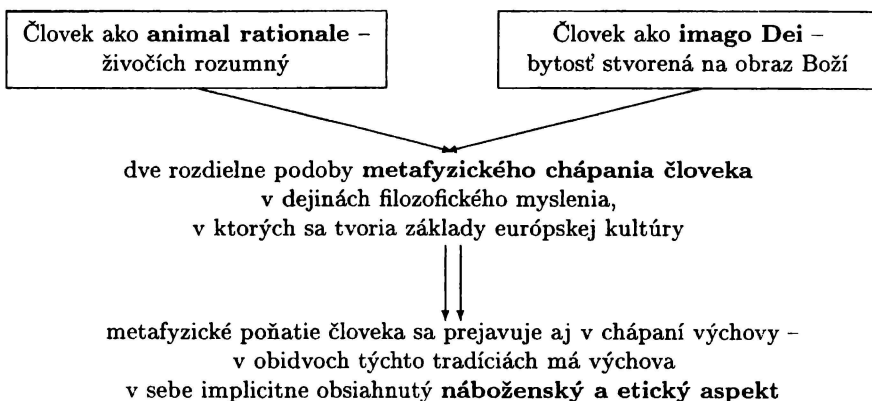 Človek ako animal rationale –
živočích rozumný
Človek ako imago Dei –
bytosť stvorená na obraz Boží
dve rozdielne podoby metafyzického chápania človeka
v dejinách filozofického myslenia,
v ktorých sa tvoria základy európskej kultúry
metafyzické poňatie človeka sa prejavuje aj v chápaní výchovy –
v obidvoch týchto tradíciách má výchova
v sebe implicitne obsiahnutý náboženský a etický aspekt